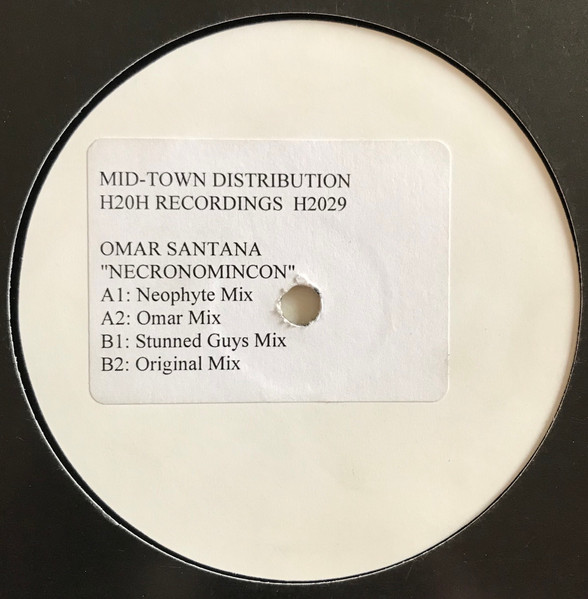 MID-TOWN DISTRIBUTION
H20H RECORDINGS H2029
OMAR SANTANA
"NECRONOMINCON"
A1: Neophyte Mix
A2: Omar Mix
B1: Stunned Guys Mix
B2: Original Mix